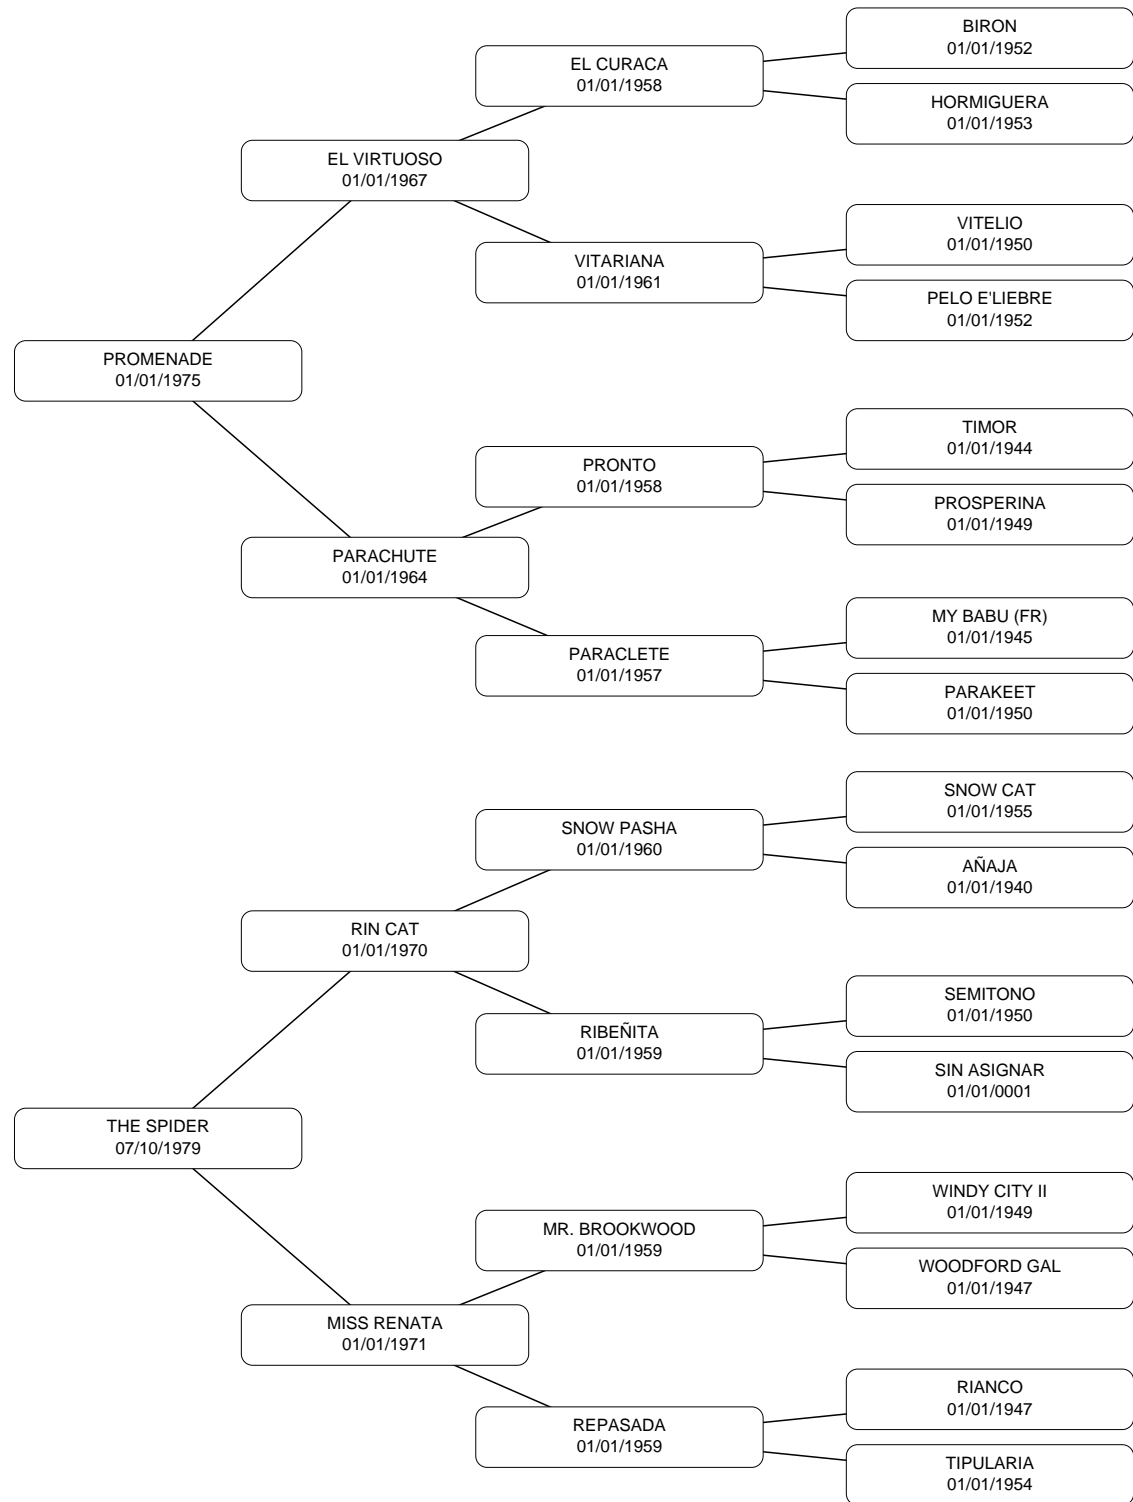 BIRON
01/01/1952
EL CURACA
01/01/1958
HORMIGUERA
01/01/1953
EL VIRTUOSO
01/01/1967
VITELIO
01/01/1950
VITARIANA
01/01/1961
PELO E'LIEBRE
01/01/1952
PROMENADE
01/01/1975
TIMOR
01/01/1944
PRONTO
01/01/1958
PROSPERINA
01/01/1949
PARACHUTE
01/01/1964
MY BABU (FR)
01/01/1945
PARACLETE
01/01/1957
PARAKEET
01/01/1950
SNOW CAT
01/01/1955
SNOW PASHA
01/01/1960
AÑAJA
01/01/1940
RIN CAT
01/01/1970
SEMITONO
01/01/1950
RIBEÑITA
01/01/1959
SIN ASIGNAR
01/01/0001
THE SPIDER
07/10/1979
WINDY CITY II
01/01/1949
MR. BROOKWOOD
01/01/1959
WOODFORD GAL
01/01/1947
MISS RENATA
01/01/1971
RIANCO
01/01/1947
REPASADA
01/01/1959
TIPULARIA
01/01/1954